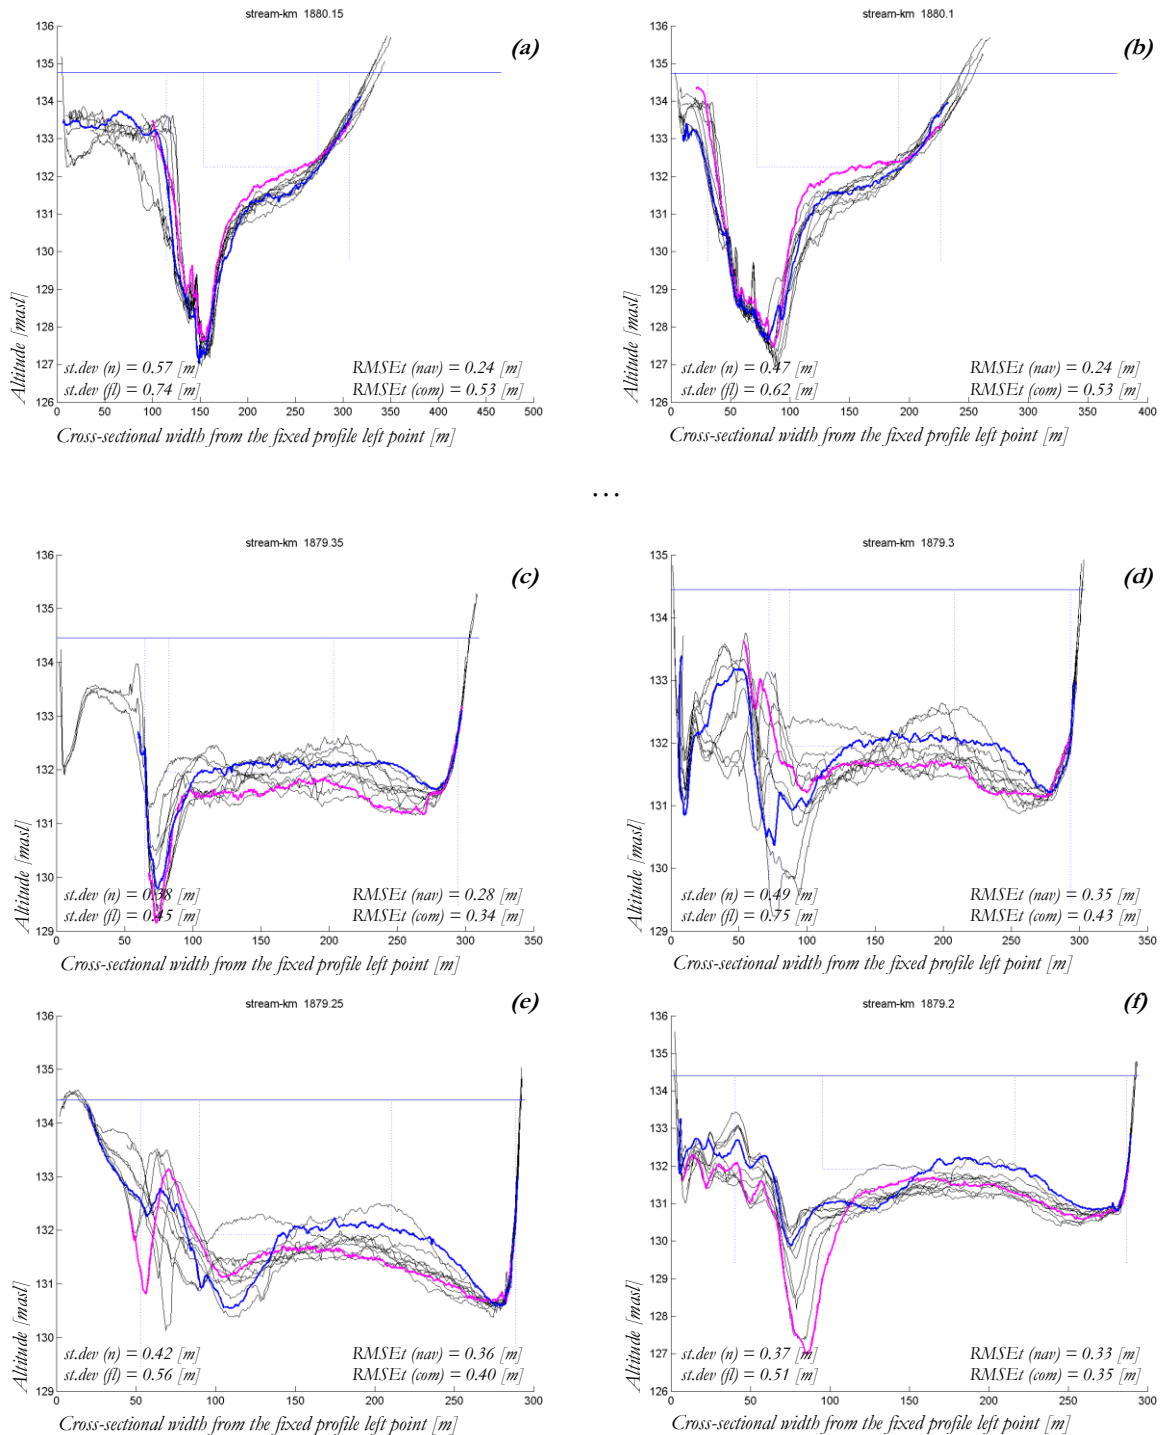 stream-km 1880.15
(a)
136
135
134
133
132
131
130
129
128
127
126
Altitude [masl]
st.dev (n) = 0.57 [m]
RMSEt (nav) = 0.24 [m]
st.dev (fl) = 0.74 [m]
RMSEt (com) = 0.53 [m]
0 50 100 150 200 250 300 350 400 450 500
Cross-sectional width from the fixed profile left point [m]
stream-km 1880.1
(b)
136
135
134
133
132
131
130
129
128
127
126
Altitude [masl]
st.dev (n) = 0.47 [m]
RMSEt (nav) = 0.24 [m]
st.dev (fl) = 0.62 [m]
RMSEt (com) = 0.53 [m]
0 50 100 150 200 250 300 350 400
Cross-sectional width from the fixed profile left point [m]
...
stream-km 1879.35
(c)
136
135
134
133
132
131
130
129
Altitude [masl]
st.dev (n) = 0.38 [m]
RMSEt (nav) = 0.28 [m]
st.dev (fl) = 0.45 [m]
RMSEt (com) = 0.34 [m]
0 50 100 150 200 250 300 350
Cross-sectional width from the fixed profile left point [m]
stream-km 1879.3
(d)
135
134
133
132
131
130
129
Altitude [masl]
st.dev (n) = 0.49 [m]
RMSEt (nav) = 0.35 [m]
st.dev (fl) = 0.75 [m]
RMSEt (com) = 0.43 [m]
0 50 100 150 200 250 300 350
Cross-sectional width from the fixed profile left point [m]
stream-km 1879.25
(e)
136
135
134
133
132
131
130
129
Altitude [masl]
st.dev (n) = 0.42 [m]
RMSEt (nav) = 0.36 [m]
st.dev (fl) = 0.56 [m]
RMSEt (com) = 0.40 [m]
0 50 100 150 200 250 300
Cross-sectional width from the fixed profile left point [m]
stream-km 1879.2
(f)
136
135
134
133
132
131
130
129
128
127
126
Altitude [masl]
st.dev (n) = 0.37 [m]
RMSEt (nav) = 0.33 [m]
st.dev (fl) = 0.51 [m]
RMSEt (com) = 0.35 [m]
0 50 100 150 200 250 300
Cross-sectional width from the fixed profile left point [m]